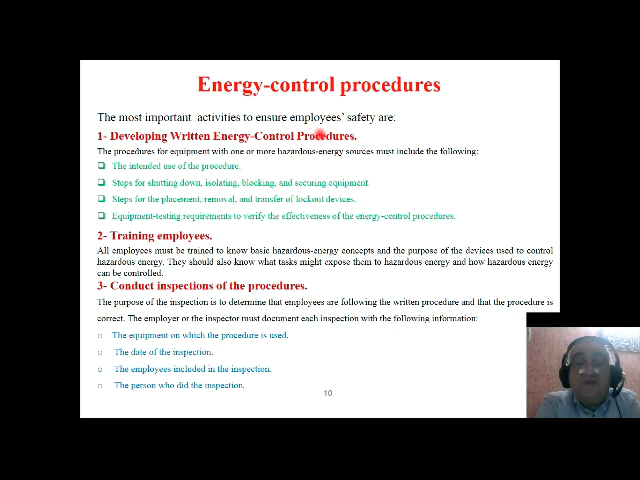 Energy-control procedures
The most important activities to ensure employees' safety are:
1- Developing Written Energy-Control Procedures.
The procedures for equipment with one or more hazardous-energy sources must include the following:
The intended use of the procedure.
Steps for shutting down, isolating, blocking, and securing equipment.
Steps for the placement, removal, and transfer of lockout devices.
Equipment-testing requirements to verify the effectiveness of the energy-control procedures.
2- Training employees.
All employees must be trained to know basic hazardous-energy concepts and the purpose of the devices used to control
hazardous energy. They should also know what tasks might expose them to hazardous energy and how hazardous energy
can be controlled.
3- Conduct inspections of the procedures.
The purpose of the inspection is to determine that employees are following the written procedure and that the procedure is
correct. The employer or the inspector must document each inspection with the following information:
The equipment on which the procedure is used.
The date of the inspection.
The employees included in the inspection.
The person who did the inspection.
10